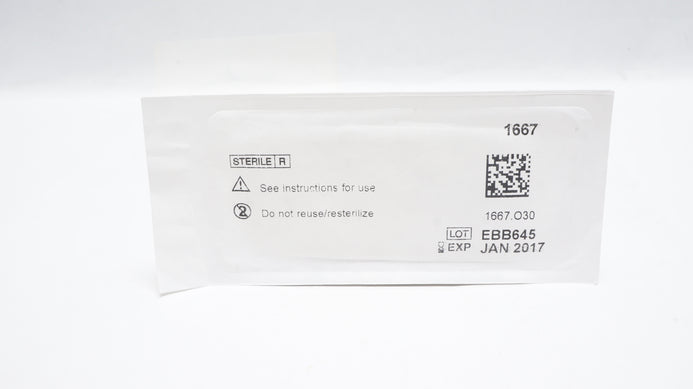 1667
STERILE R
See instructions for use
Do not reuse/resterilize
1667.O30
LOT EBB645
EXP JAN 2017